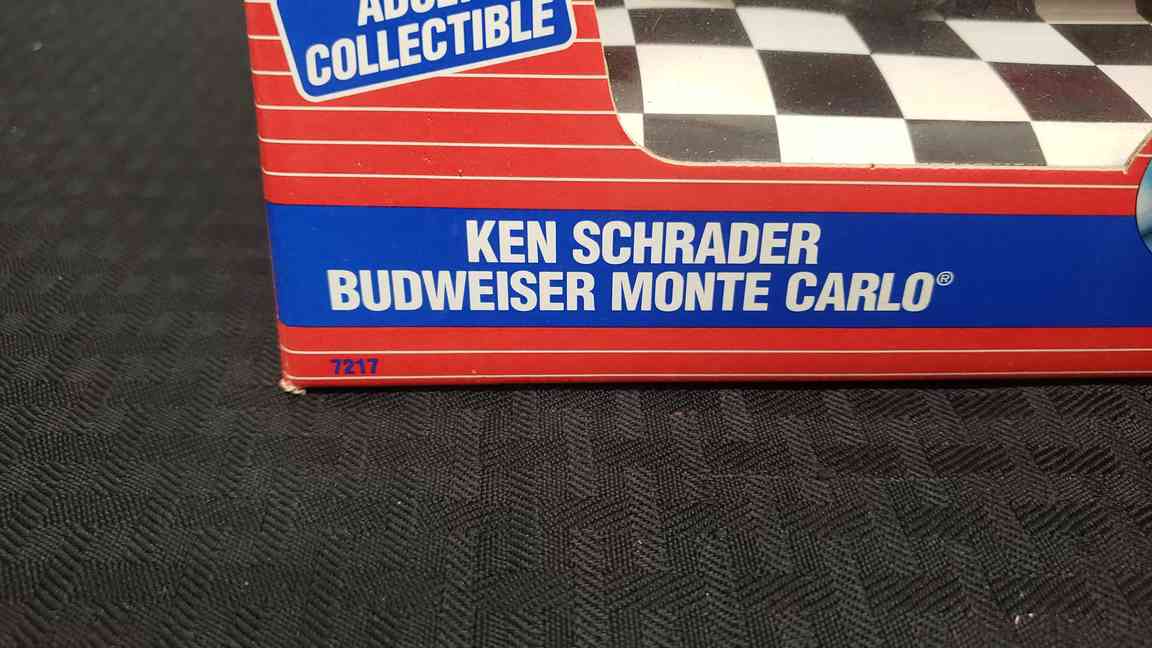 COLLECTIBLE
KEN SCHRADER
BUDWEISER MONTE CARLO®
7217